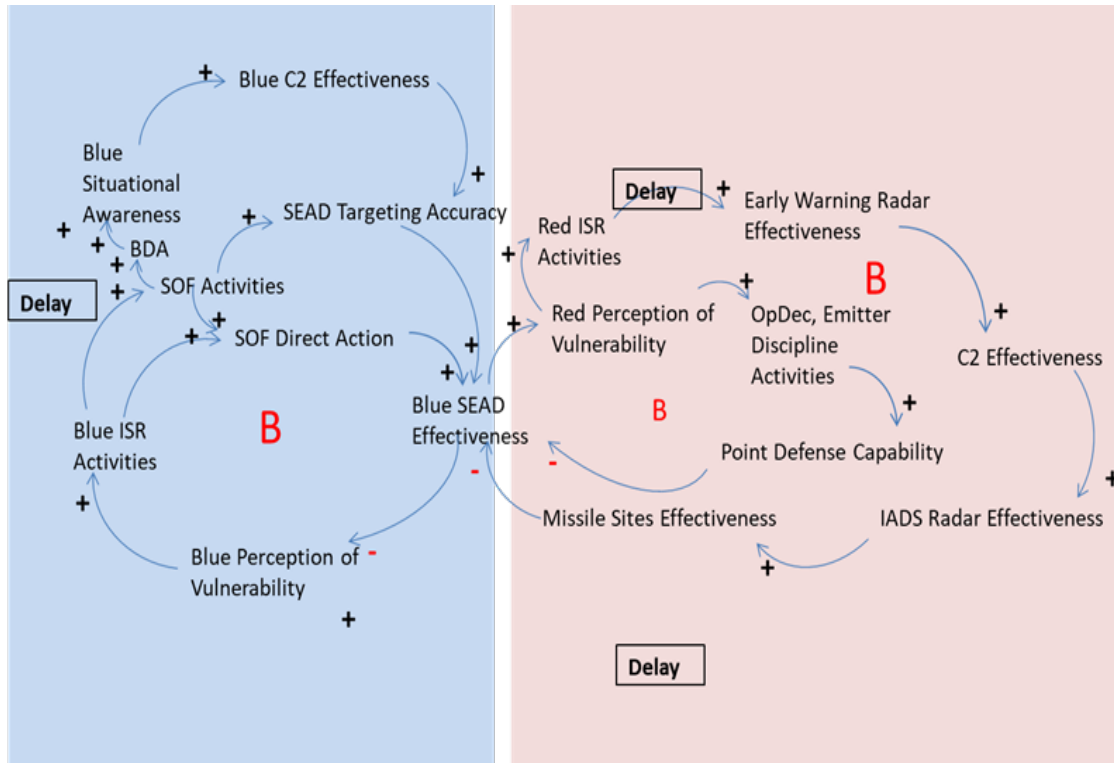 +
Blue C2 Effectiveness
Blue
Situational
Awareness
+
+
SEAD Targeting Accuracy
+
+
+
BDA
+
Delay
+
SOF Activities
+
+
SOF Direct Action
+
+
B
Blue SEAD
Effectiveness
Blue ISR
Activities
+
-
Blue Perception of
Vulnerability
-
+
Delay
+
Early Warning Radar
Effectiveness
Red ISR
Activities
+
B
+
Red Perception of
Vulnerability
+
OpDec, Emitter
Discipline
Activities
+
C2 Effectiveness
B
+
Point Defense Capability
-
+
Missile Sites Effectiveness
IADS Radar Effectiveness
+
Delay